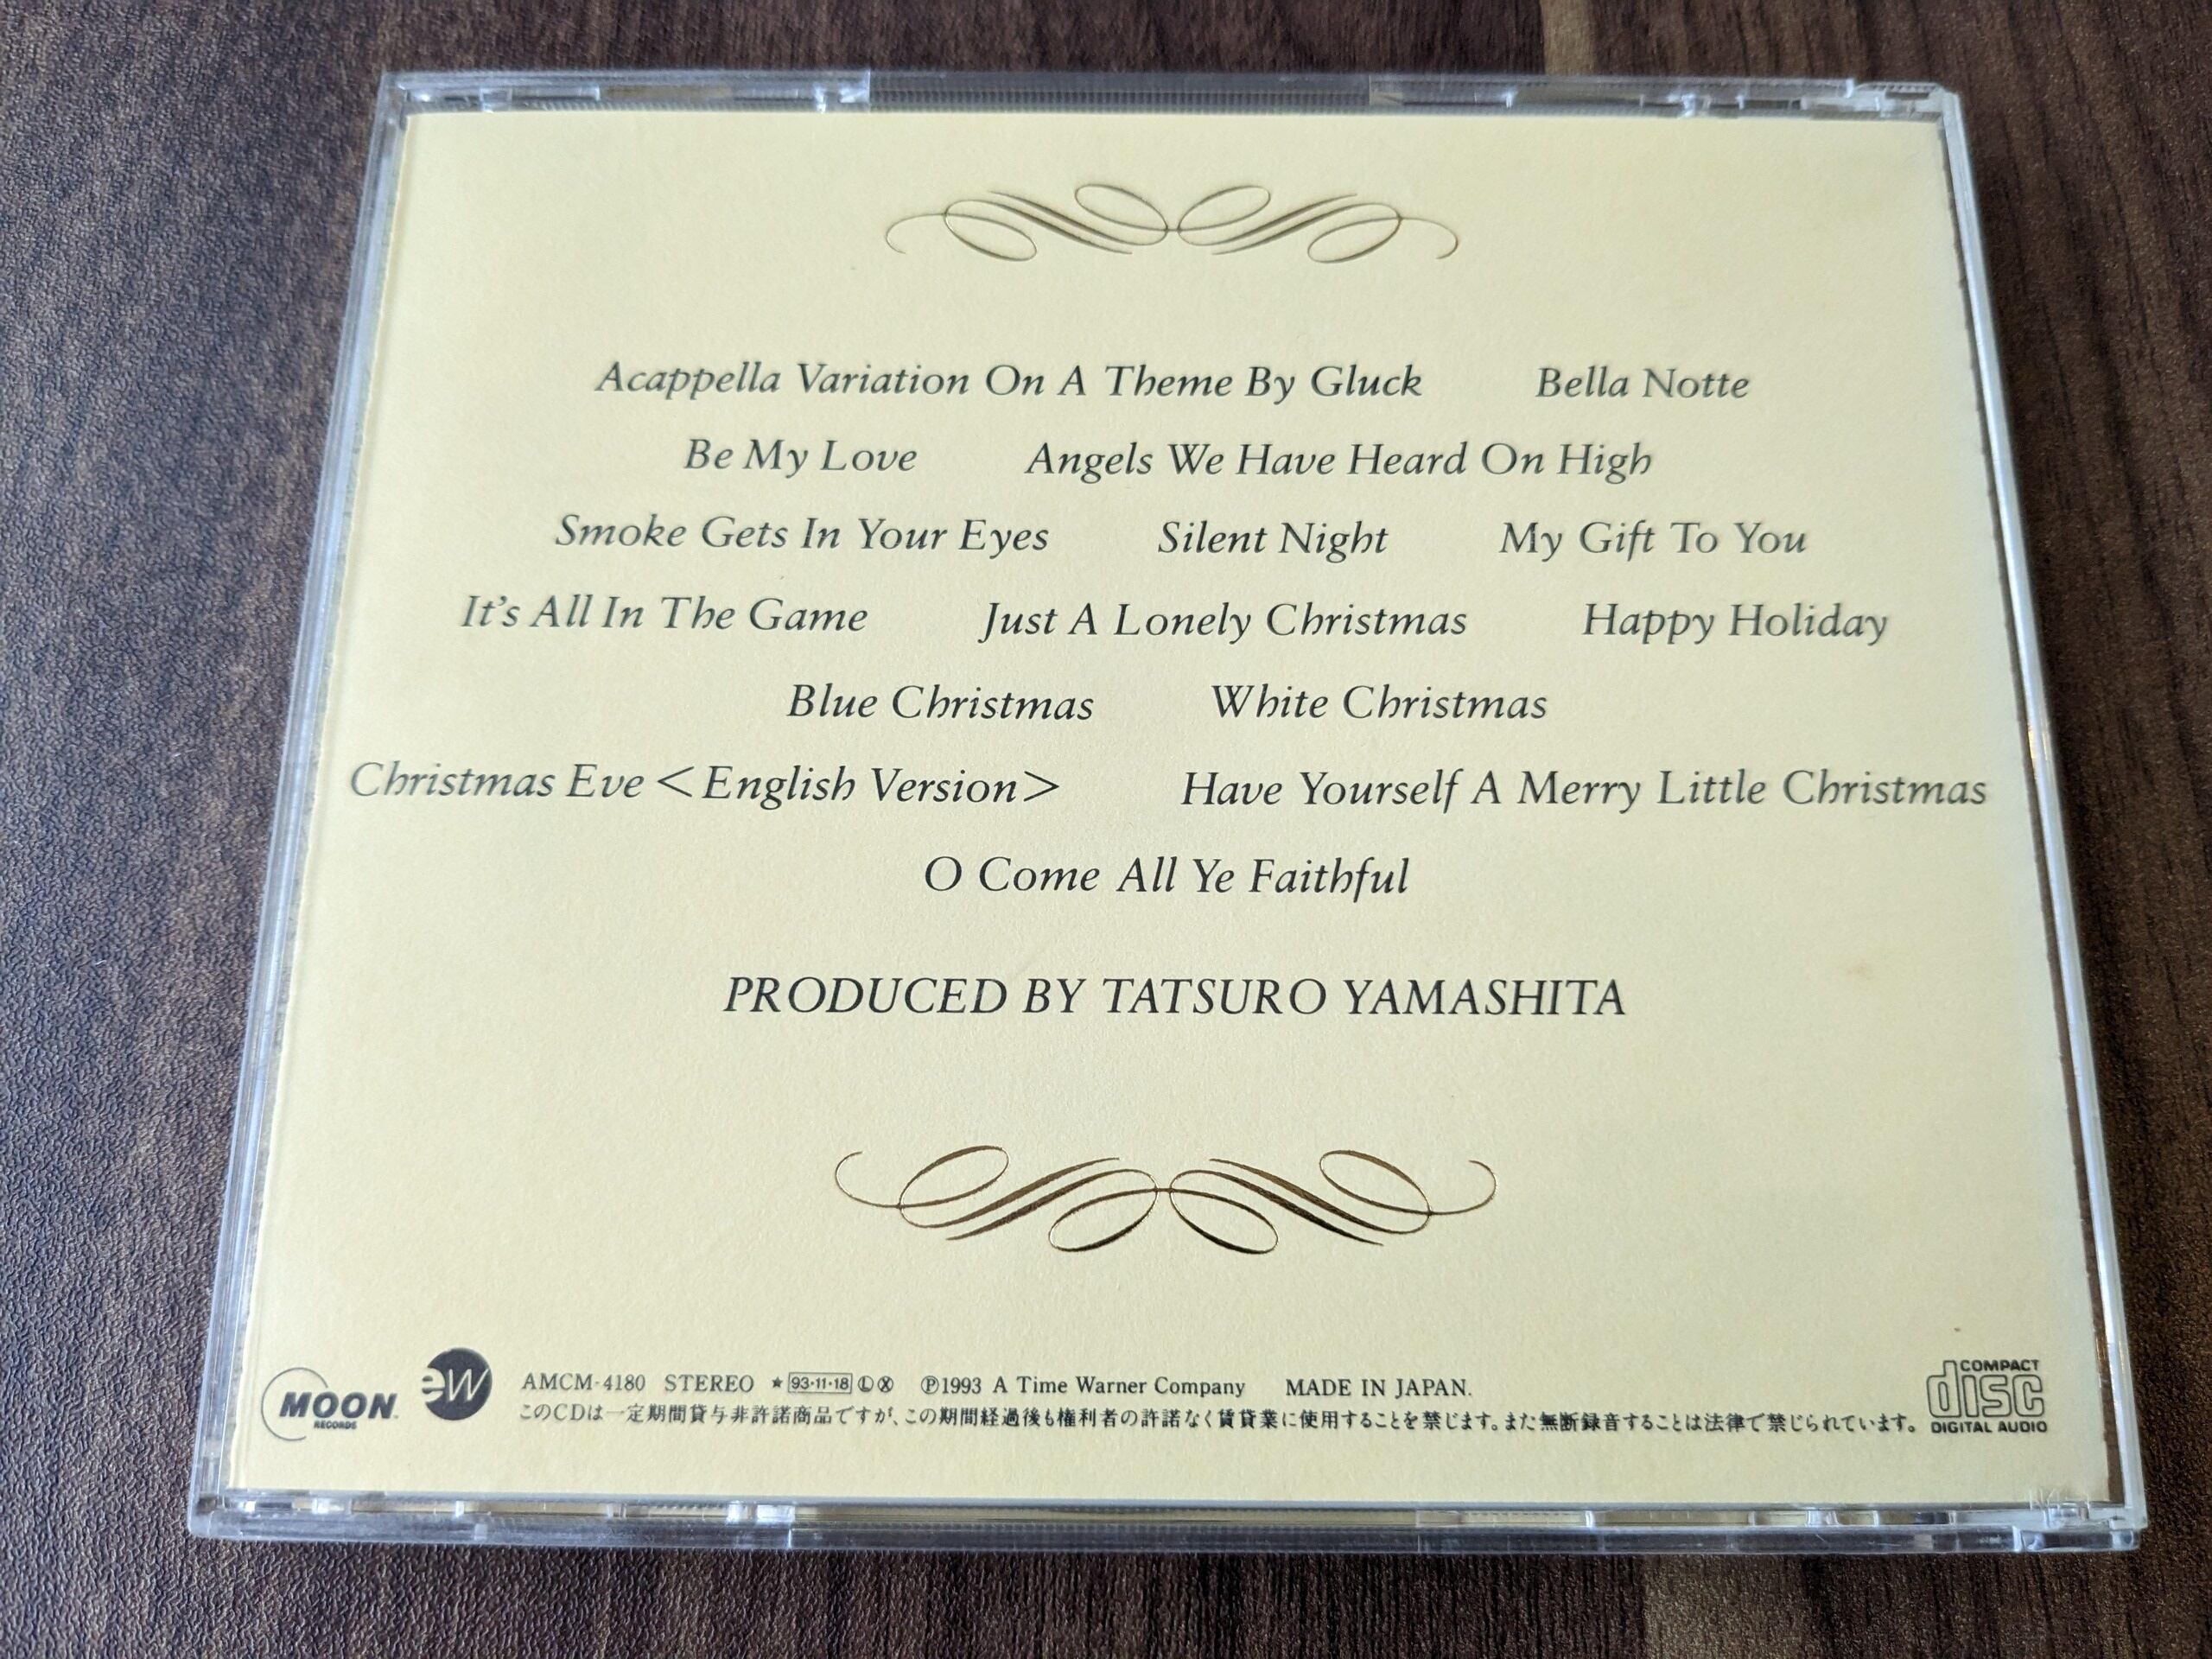 Acappella Variation On A Theme By Gluck Bella Notte
Be My Love Angels We Have Heard On High
Smoke Gets In Your Eyes Silent Night My Gift To You
It's All In The Game Just A Lonely Christmas Happy Holiday
Blue Christmas White Christmas
Christmas Eve <English Version> Have Yourself A Merry Little Christmas
O Come All Ye Faithful
PRODUCED BY TATSURO YAMASHITA
MOON
RECORDS
ew
AMCM-4180 STEREO ★ 93·11·18 Ⓛ Ⓧ ℗1993 A Time Warner Company MADE IN JAPAN.
このCDは一定期間貸与非許諾商品ですが、この期間経過後も権利者の許諾なく賃貸業に使用することを禁じます。また無断録音することは法律で禁じられています。
COMPACT
disc
DIGITAL AUDIO